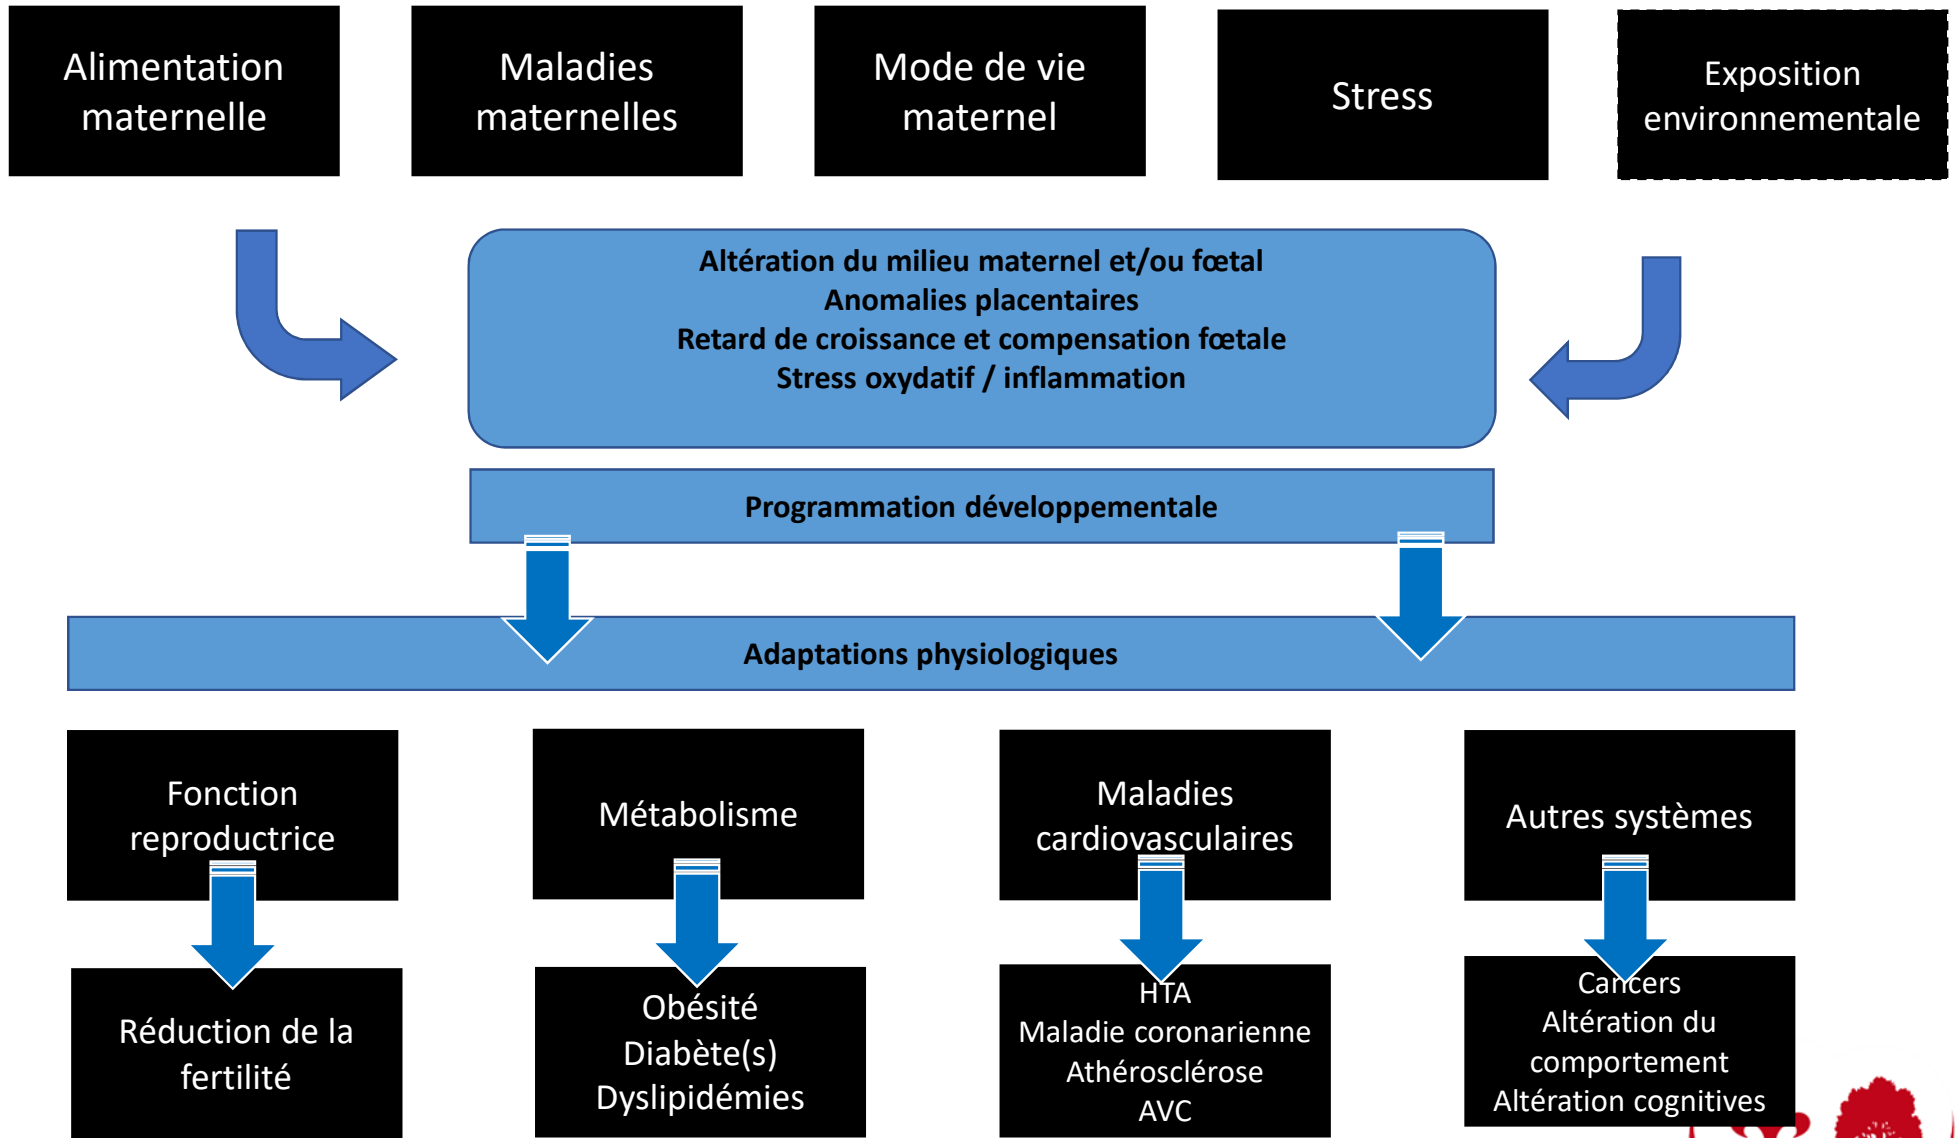 Alimentation
maternelle
Maladies
maternelles
Mode de vie
maternel
Stress
Exposition
environnementale
Altération du milieu maternel et/ou fœtal
Anomalies placentaires
Retard de croissance et compensation fœtale
Stress oxydatif / inflammation
Programmation développementale
Adaptations physiologiques
Fonction
reproductrice
Métabolisme
Maladies
cardiovasculaires
Autres systèmes
Réduction de la
fertilité
Obésité
Diabète(s)
Dyslipidémies
HTA
Maladie coronarienne
Athérosclérose
AVC
Cancers
Altération du
comportement
Altération cognitives